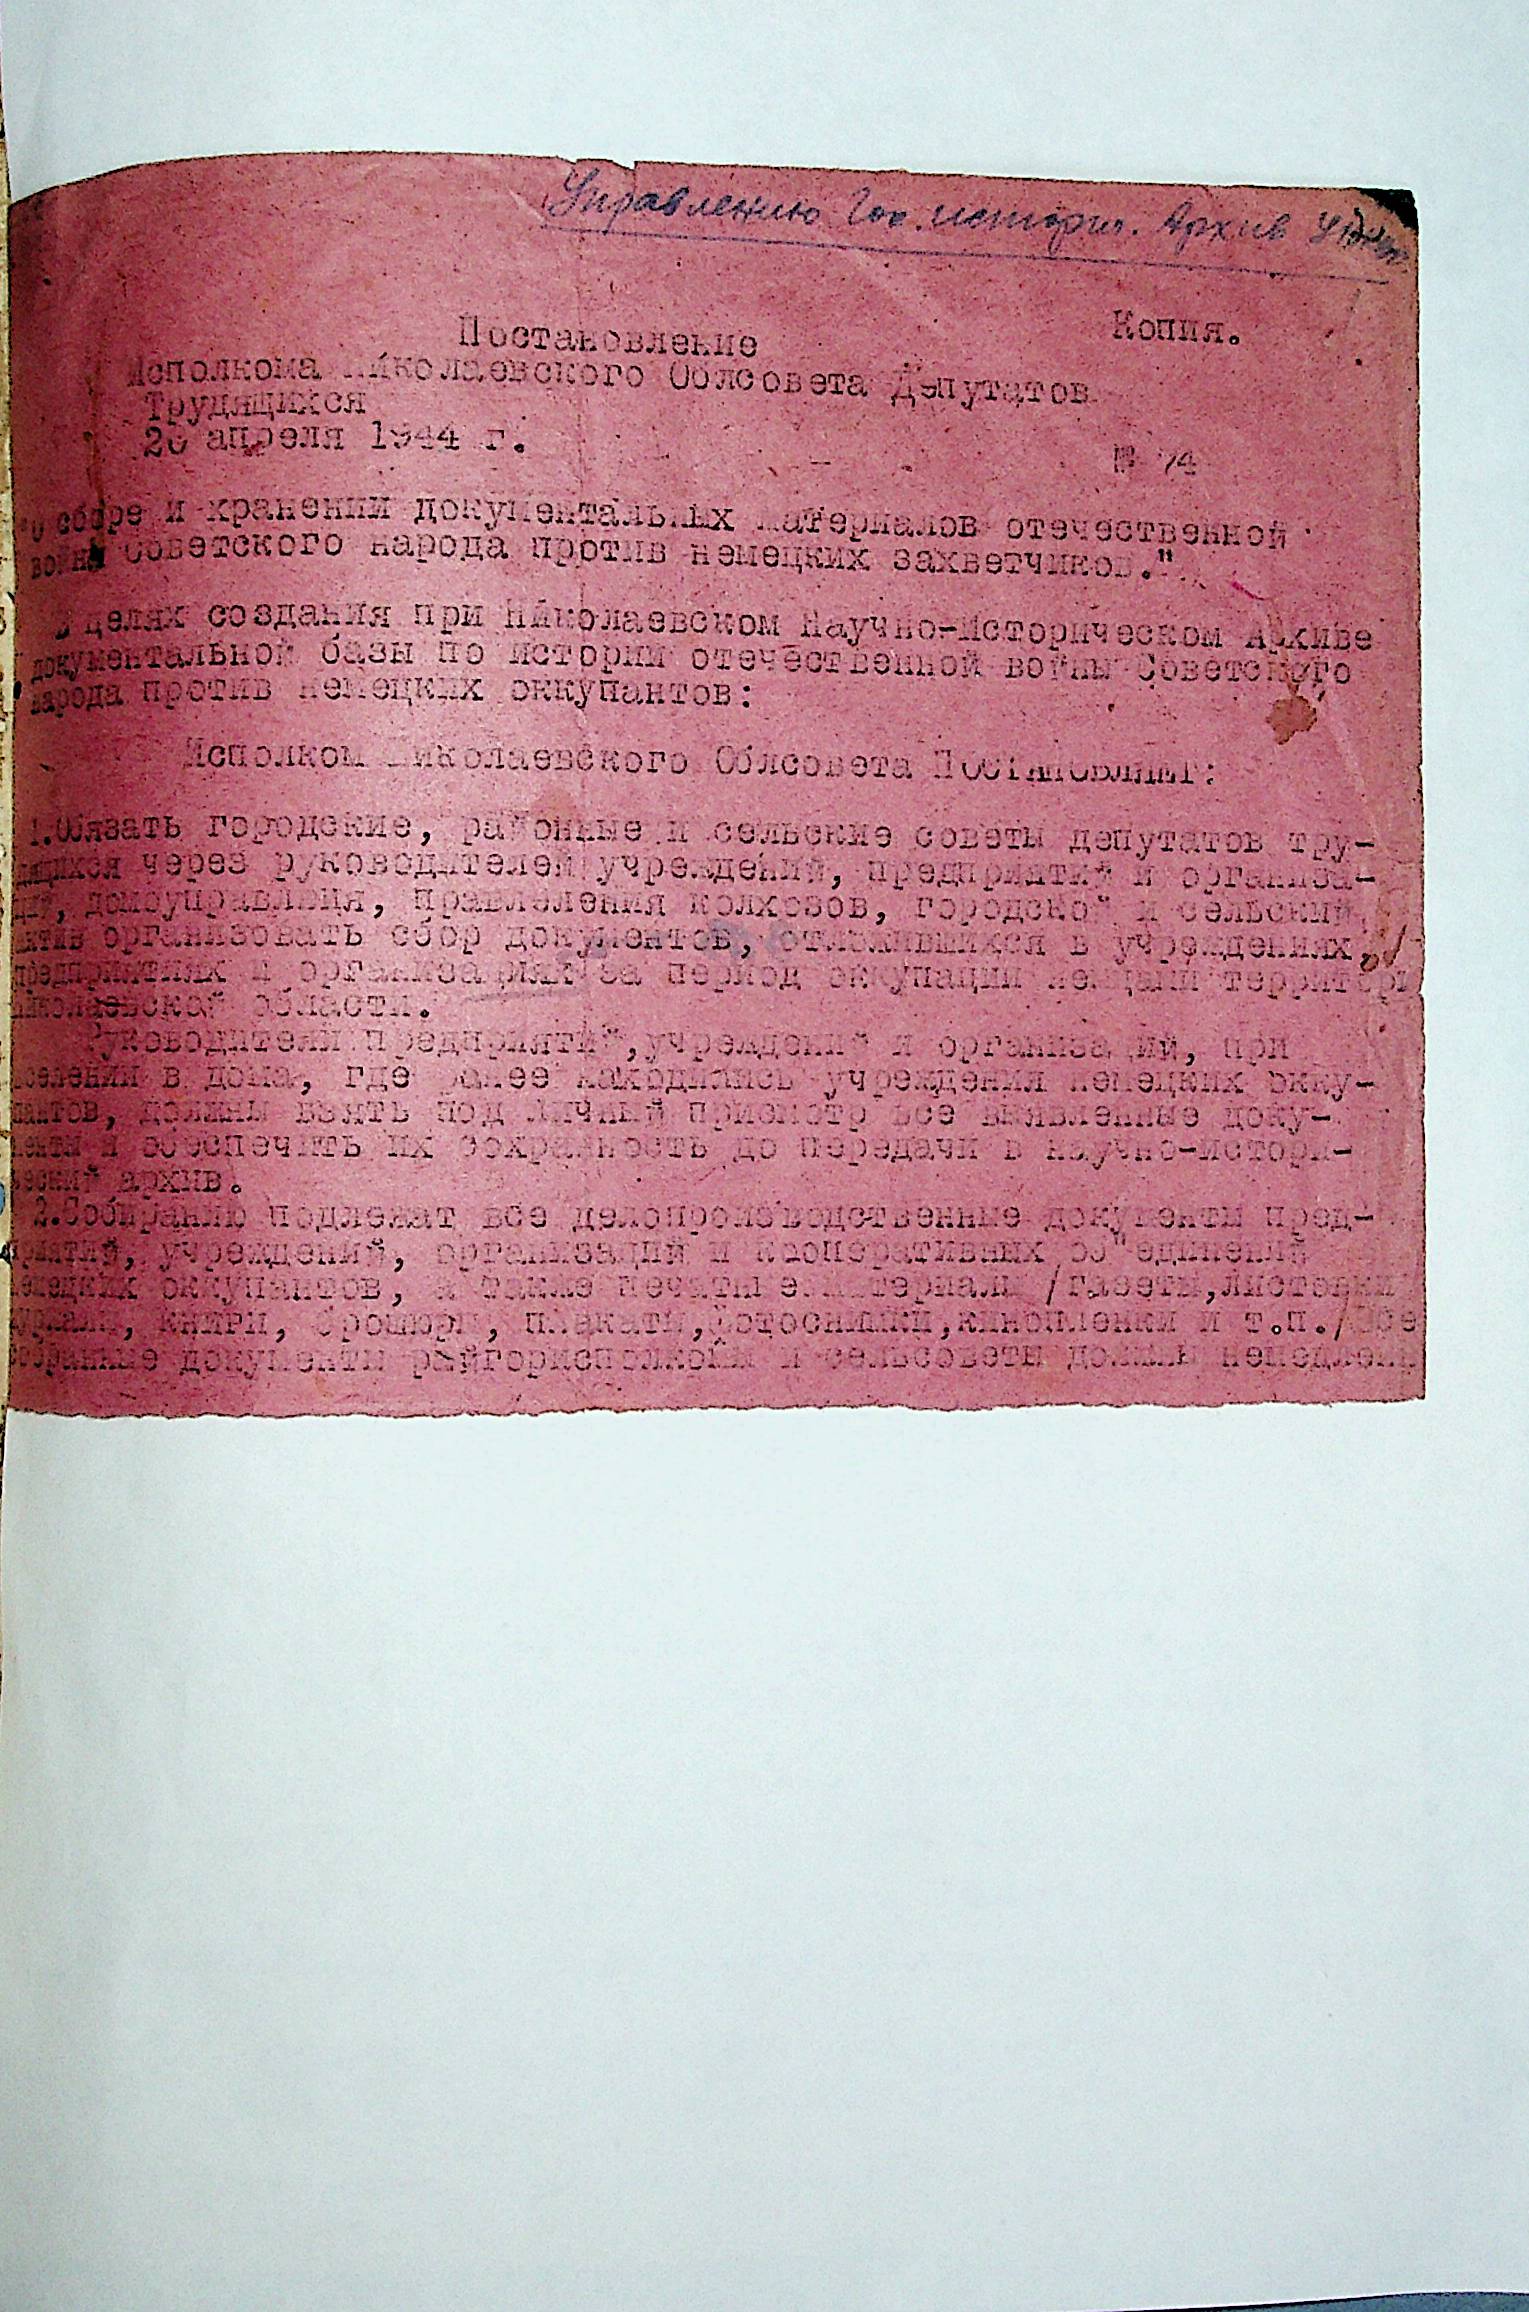 Управлению Гос. историч. Архив
Копия.
Постановление
Исполкома Николаевского Облсовета Депутатов
Трудящихся
20 апреля 1944 г.
№ 74
"О сборе и хранении документальных материалов отечественной
войны Советского народа против немецких захветчиков."
В целях создания при Николаевском Научно-Историческом Архиве
документальной базы по истории отечественной войны Советского
народа против немецких оккупантов:
Исполком Николаевского Облсовета ПОСТАНОВЛЯЕТ:
1.Обязать городские, районные и сельские советы депутатов тру-
дящихся через руководителей учреждений, предприятий и организа-
ций, домоуправления, правлвления колхозов, городской и сельский
актив организовать сбор документов, отложившихся в учреждениях,
предприятиях и организациях за период оккупации немцами территори
Николаевской области.
Руководители предприятий,учреждений и организаций, при
вселении в дома, где ранее находились учреждения немецких окку-
пантов, должны взять под личный присмотр все выявленные доку-
менты и обеспечить их сохранность до передачи в научно-истори-
ческий архив.
2.Собиранию подлежат все делопроизводственные документы пред-
приятий, учреждений, организаций и кооперативных об"единений
немецких оккупантов, а также печатные материалы /газеты,листовки
журналы, книги, брошюры, плакаты,фотоснимки,кинопленки и т.п./ Все
собранные документы райгорисполкомы и сельсоветы должны немедленн